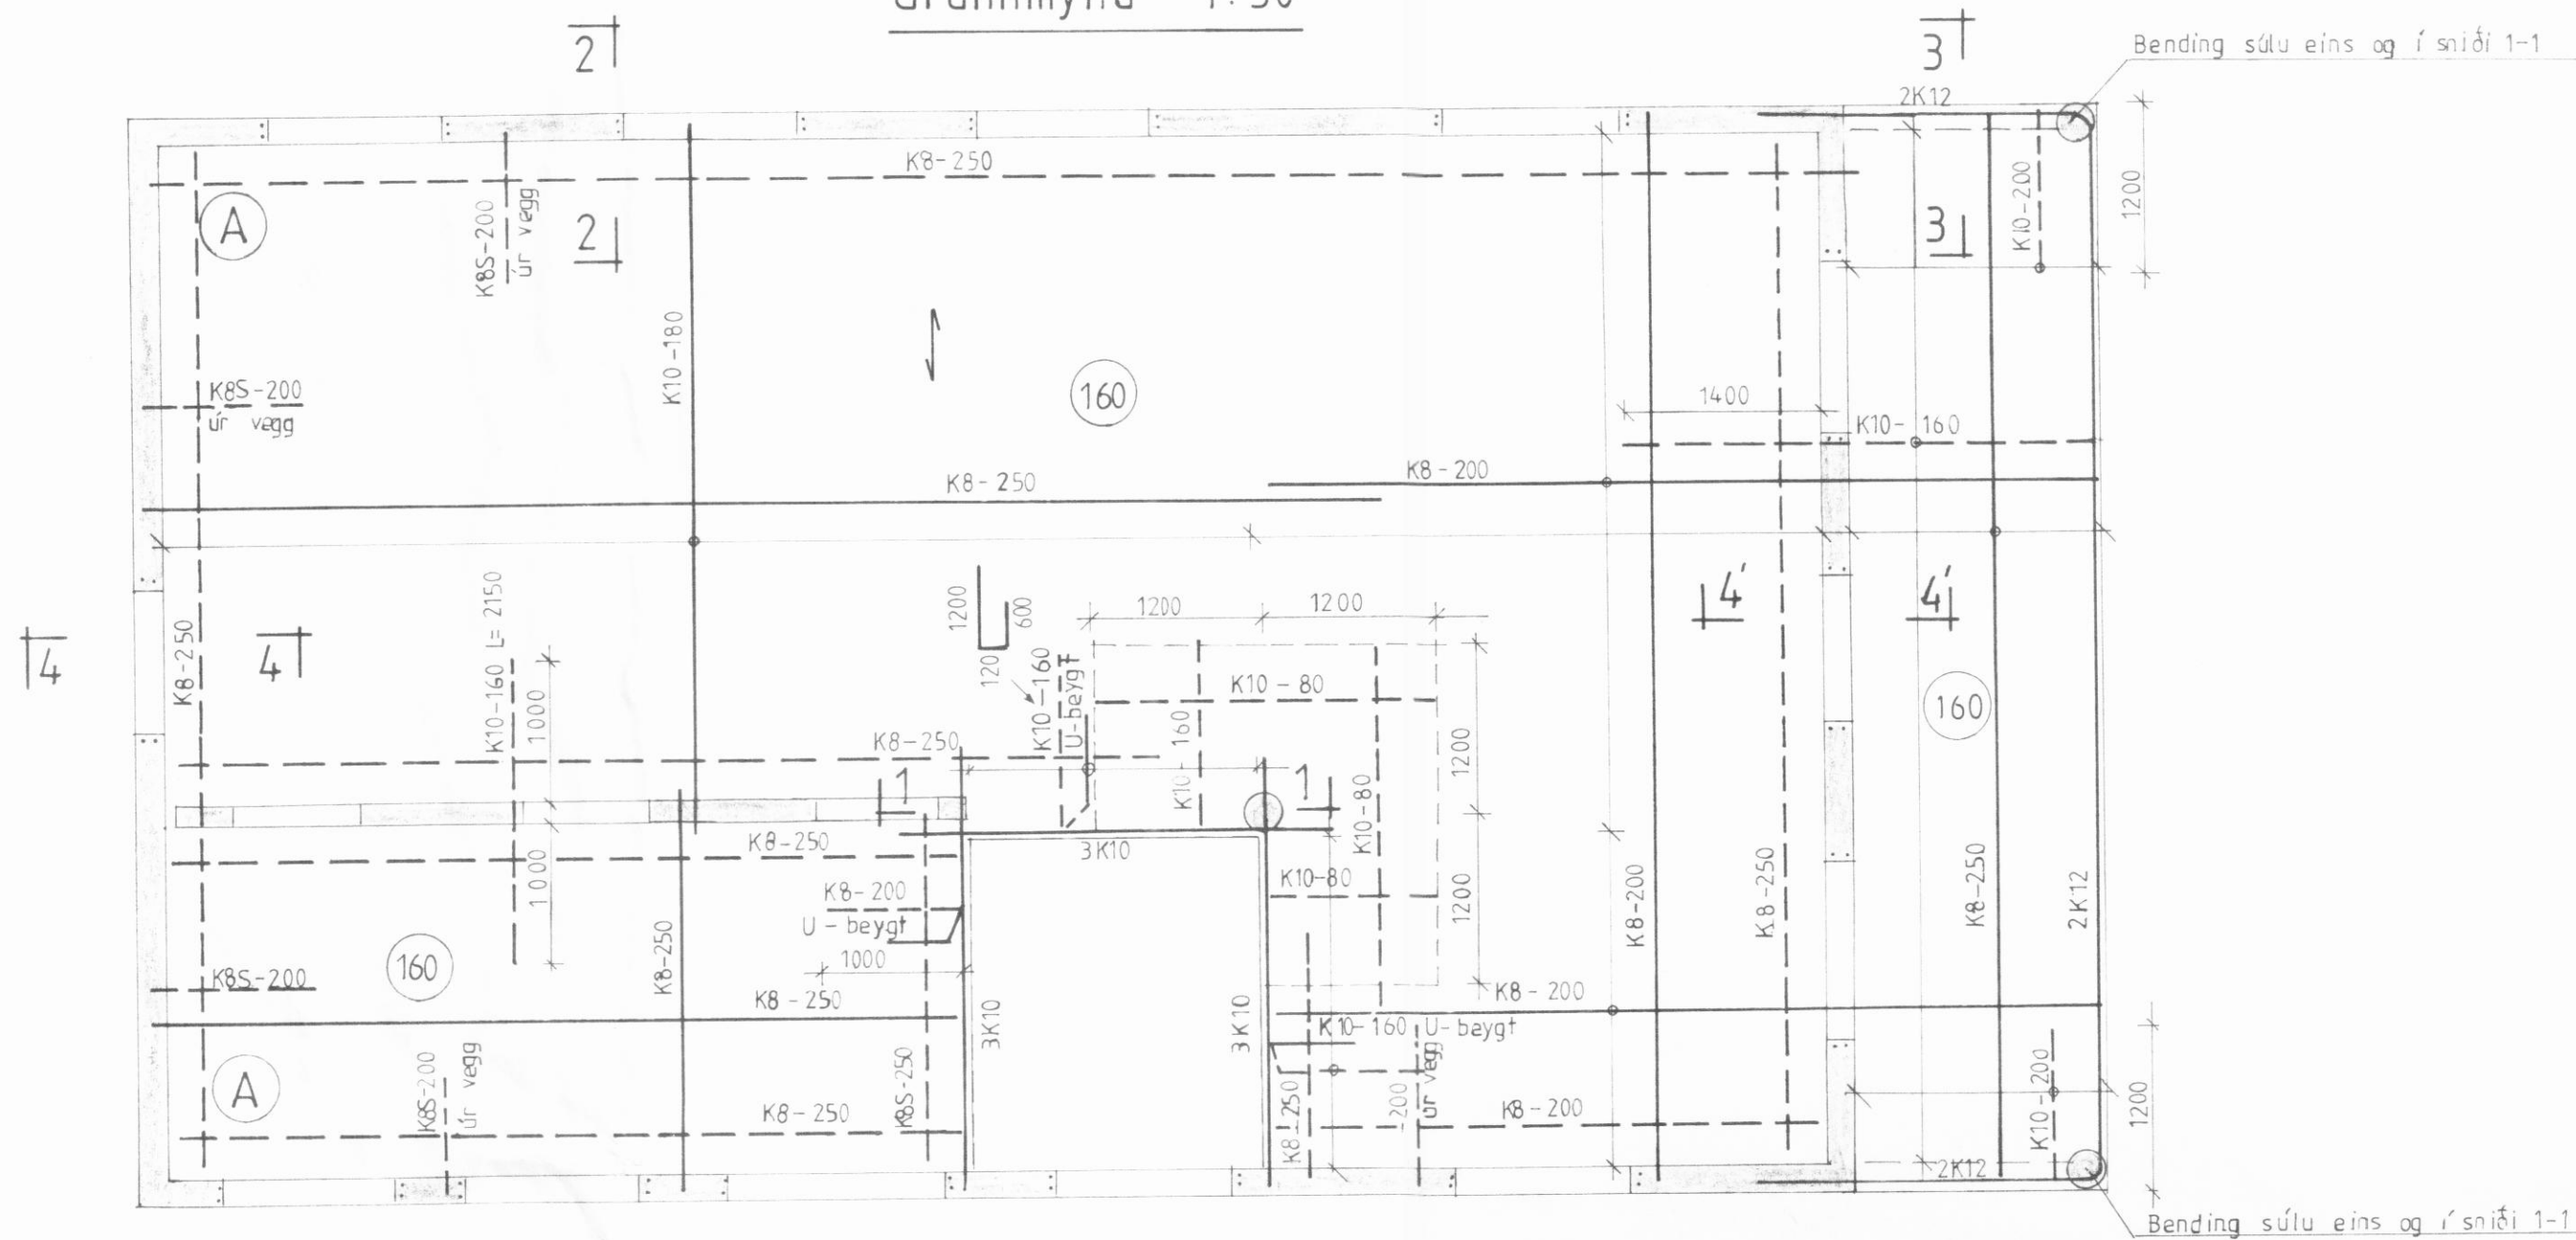 Grunnmynd 1:50
2
3
Bending súlu eins og í sniði 1-1
2K12
K8-250
A
K8S-200
úr vegg
2
3
K10-200
1200
K10-180
160
K8S-200
úr vegg
1400
K10-160
K8-200
K8-250
4
4
K8-250
K10-160 L=2150
1000
1200
600
120
K10-160
U-beygt
1200
1200
4'
4'
K10-80
K10-160
1200
160
K8-250
1
1
K10-80
K8-250
3K10
K8-200
U-beygt
1000
1000
K10-80
1200
K8-200
K8-250
K8-250
2K12
160
K8-250
K8S-200
K8-250
K8-200
3K10
3K10
K10-160 U-beygt
A
K8S-200
úr vegg
K8-250
K8S-250
K8-250
-200
úr vegg
K8-200
K10-200
1200
2K12
Bending súlu eins og í sniði 1-1